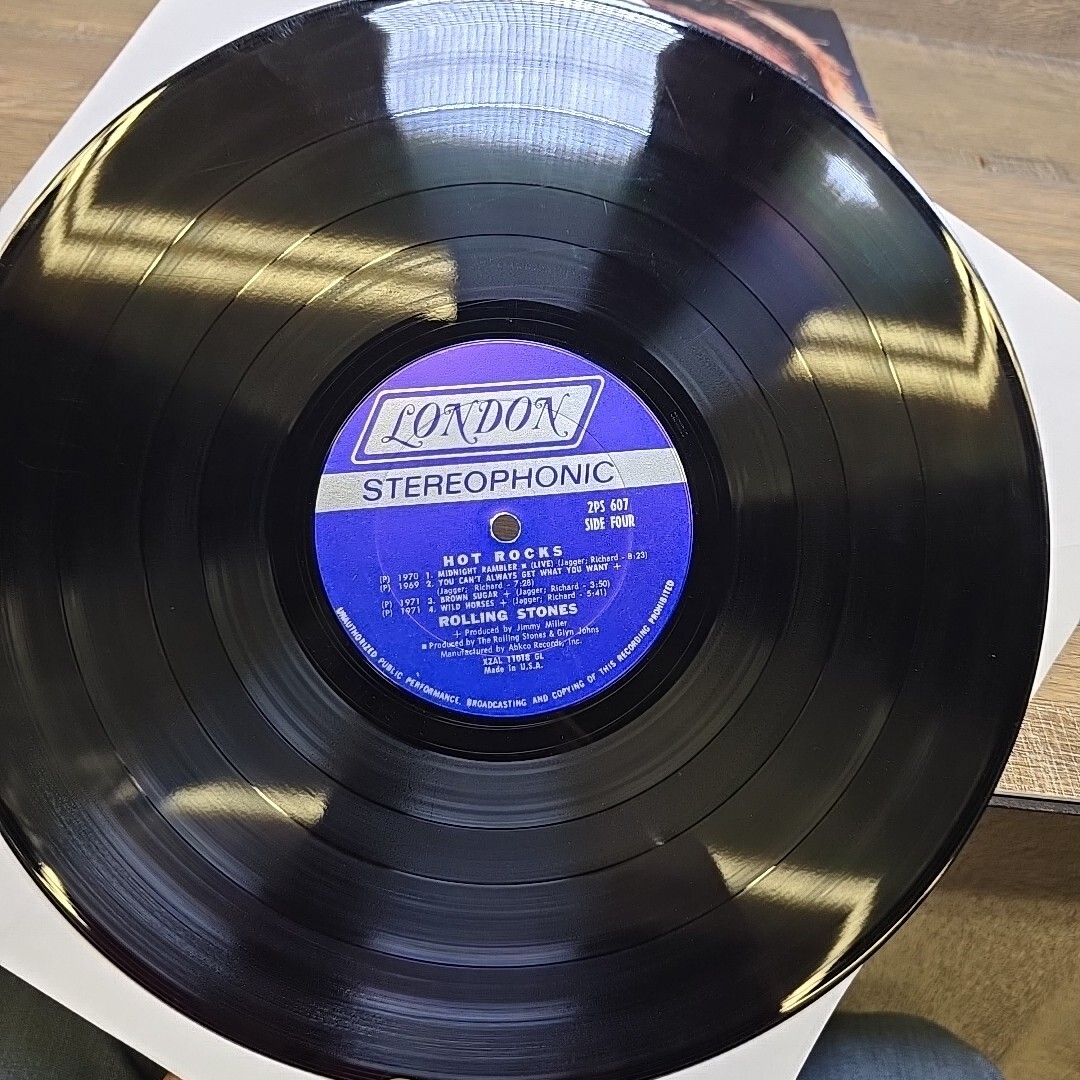 LONDON
STEREOPHONIC
2PS 607
SIDE FOUR
HOT ROCKS
(P) 1970 1. MIDNIGHT RAMBLER ■ (LIVE) (Jagger; Richard - 8:23)
(P) 1969 2. YOU CAN'T ALWAYS GET WHAT YOU WANT +
(Jagger; Richard - 7:28)
(P) 1971 3. BROWN SUGAR + (Jagger; Richard - 3:50)
(P) 1971 4. WILD HORSES + (Jagger; Richard - 5:41)
ROLLING STONES
+ Produced by Jimmy Miller
■ Produced by The Rolling Stones & Glyn Johns
Manufactured by Abkco Records, Inc.
XZAL 11018 GL
Made in U.S.A.
UNAUTHORIZED PUBLIC PERFORMANCE, BROADCASTING AND COPYING OF THIS RECORDING PROHIBITED